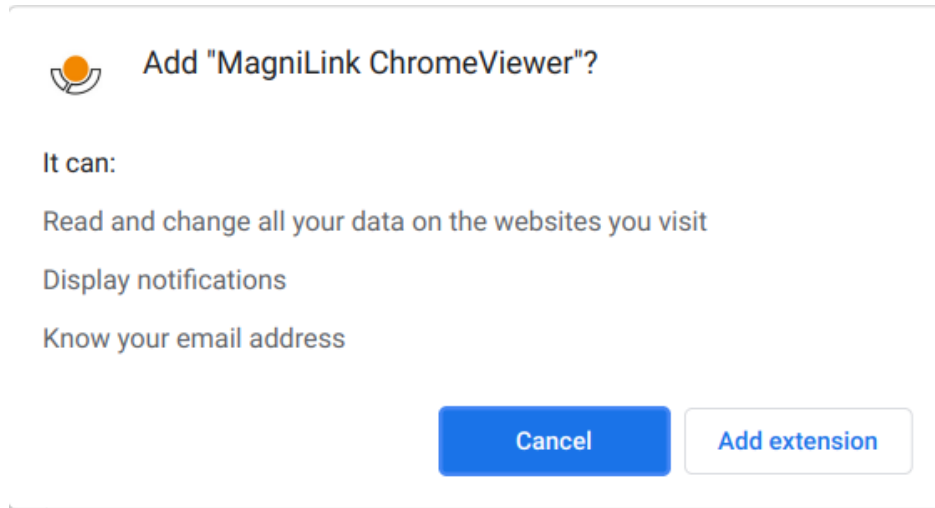 Add "MagniLink ChromeViewer"?
It can:
Read and change all your data on the websites you visit
Display notifications
Know your email address
Cancel
Add extension